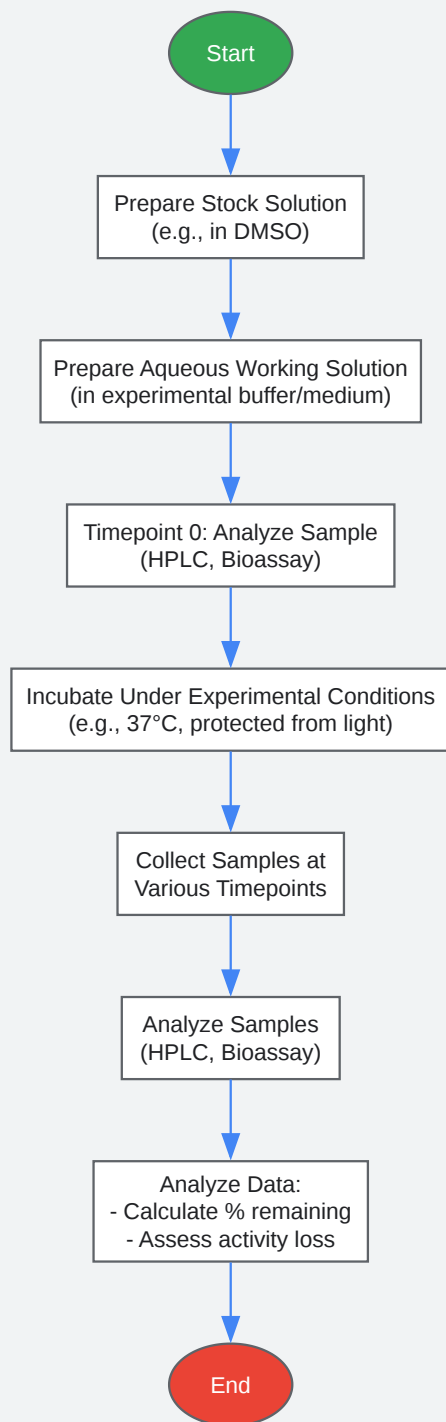 Start
Prepare Stock Solution
(e.g., in DMSO)
Prepare Aqueous Working Solution
(in experimental buffer/medium)
Timepoint 0: Analyze Sample
(HPLC, Bioassay)
Incubate Under Experimental Conditions
(e.g., 37°C, protected from light)
Collect Samples at
Various Timepoints
Analyze Samples
(HPLC, Bioassay)
Analyze Data:
- Calculate % remaining
- Assess activity loss
End